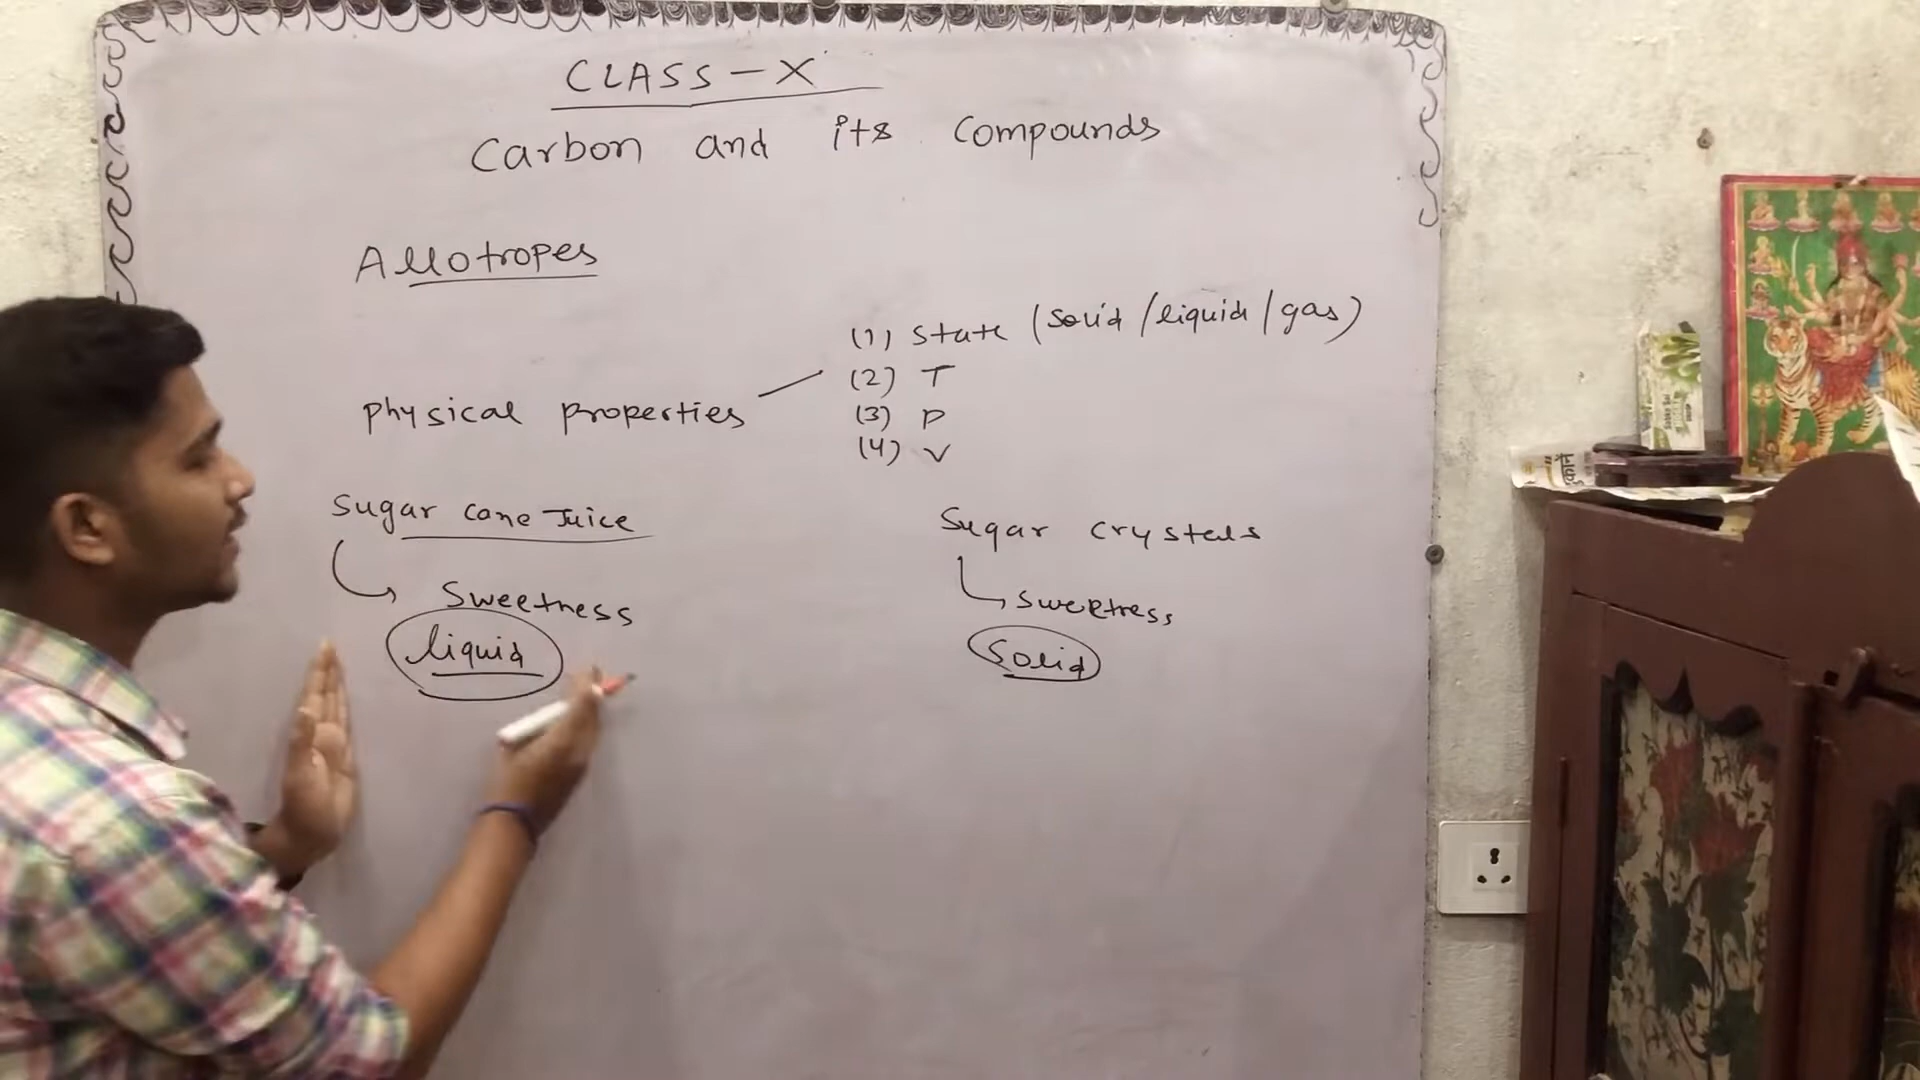 CLASS - X
Carbon and its Compounds
Allotropes
Physical properties
(1) State (solid/liquid/gas)
(2) T
(3) P
(4) V
Sugar cane Juice
Sweetness
liquid
Sugar crystals
Sweetness
Solid